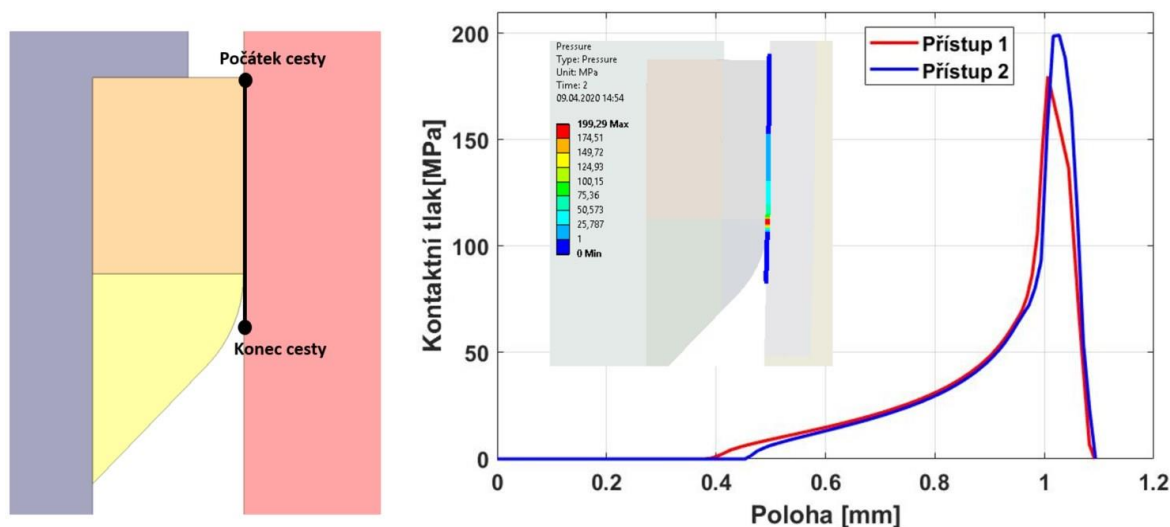 Počátek cesty
Konec cesty
Kontaktní tlak[MPa]
200
150
100
50
0
Pressure
Type: Pressure
Unit: MPa
Time: 2
09.04.2020 14:54
199,29 Max
174,51
149,72
124,93
100,15
75,36
50,573
25,787
1
0 Min
Přístup 1
Přístup 2
0
0.2
0.4
0.6
0.8
1
1.2
Poloha [mm]